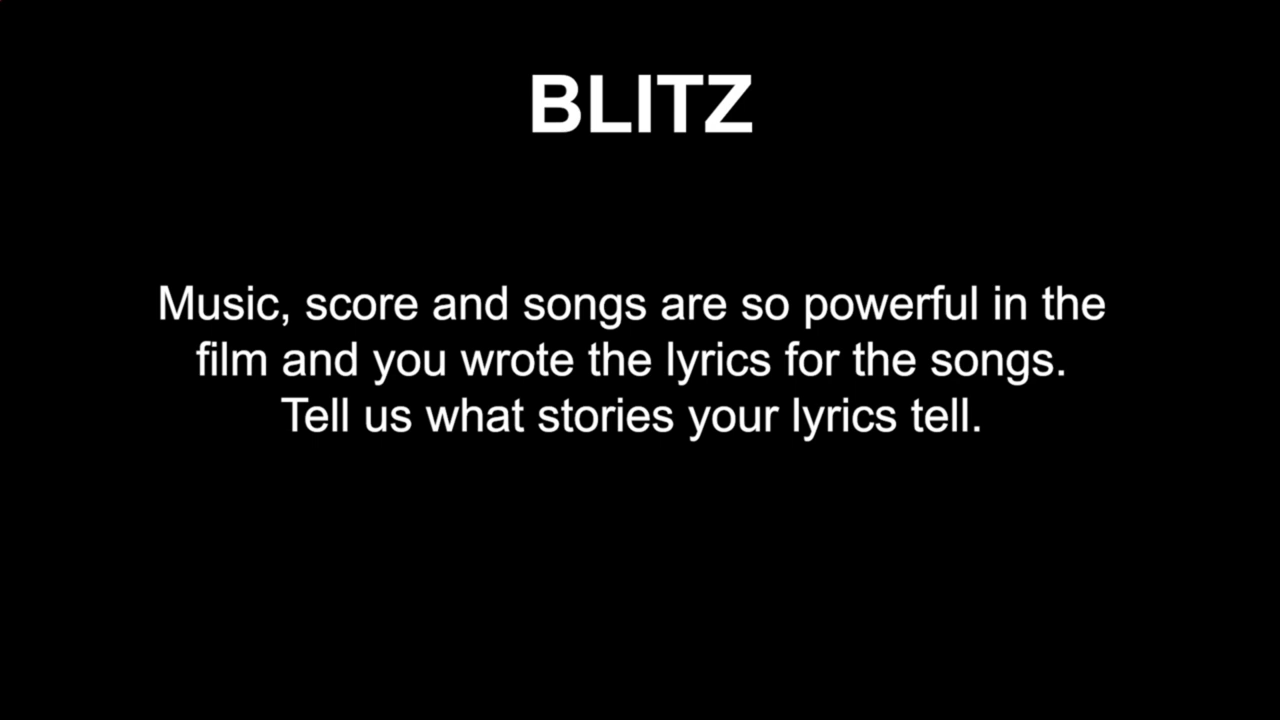 BLITZ
Music, score and songs are so powerful in the
film and you wrote the lyrics for the songs.
Tell us what stories your lyrics tell.